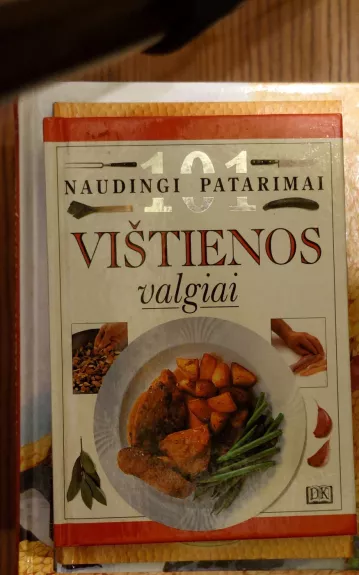 101
NAUDINGI PATARIMAI
VIŠTIENOS
valgiai
DK